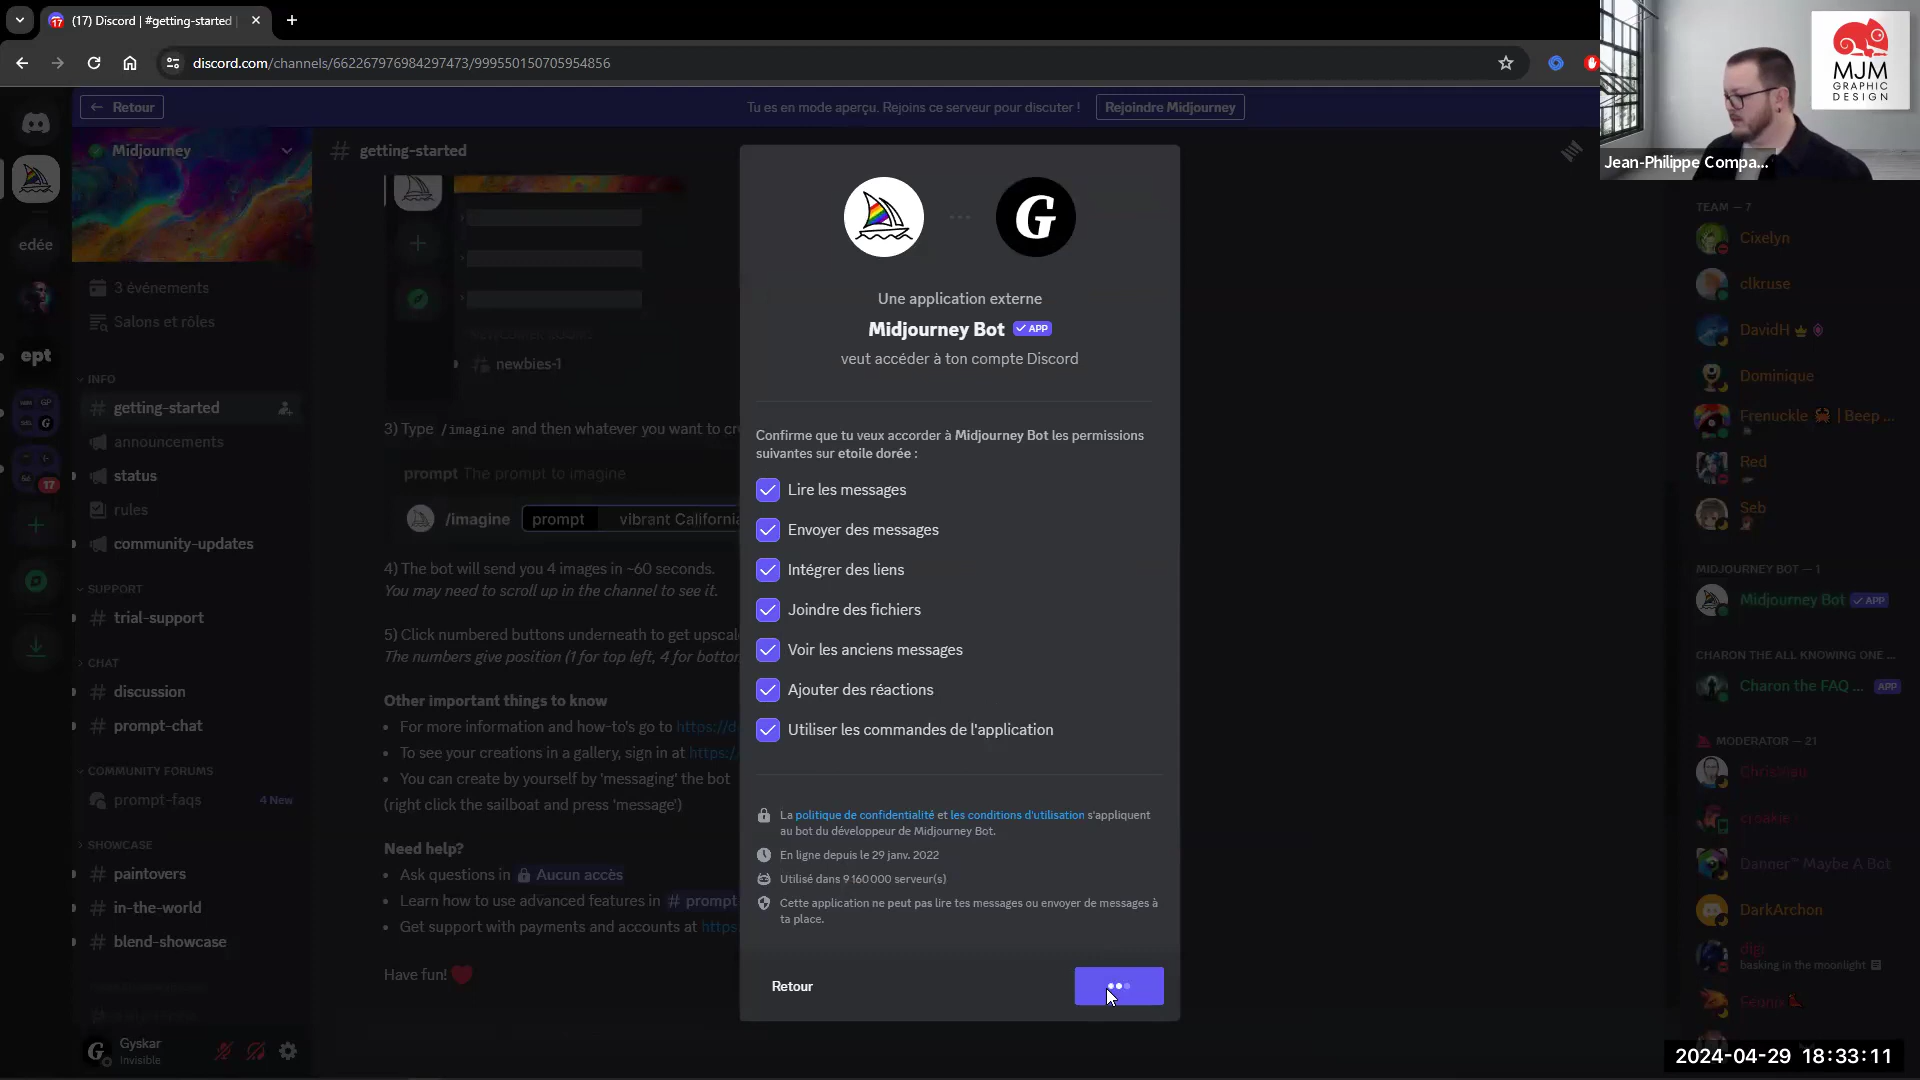 (17) Discord | #getting-started
discord.com/channels/662267976984297473/999550150705954856
MJM
GRAPHIC
DESIGN
Jean-Philippe Compa...
Retour
Tu es en mode aperçu. Rejoins ce serveur pour discuter !
Rejoindre Midjourney
Midjourney
getting-started
edée
3 événements
Salons et rôles
ept
INFO
getting-started
announcements
status
17
rules
community-updates
SUPPORT
trial-support
CHAT
discussion
prompt-chat
COMMUNITY FORUMS
prompt-faqs
4 New
SHOWCASE
paintovers
in-the-world
blend-showcase
Gyskar
Invisible
newbies-1
3) Type /imagine and then whatever you want to cr
prompt The prompt to imagine
/imagine prompt vibrant California
4) The bot will send you 4 images in ~60 seconds.
You may need to scroll up in the channel to see it.
5) Click numbered buttons underneath to get upscal
The numbers give position (1 for top left, 4 for bottor
Other important things to know
• For more information and how-to's go to https://d
• To see your creations in a gallery, sign in at https:/
• You can create by yourself by 'messaging' the bot
(right click the sailboat and press 'message')
Need help?
• Ask questions in Aucun accès
• Learn how to use advanced features in # prompt
• Get support with payments and accounts at https
Have fun!
G
Une application externe
Midjourney Bot APP
veut accéder à ton compte Discord
Confirme que tu veux accorder à Midjourney Bot les permissions
suivantes sur etoile dorée :
Lire les messages
Envoyer des messages
Intégrer des liens
Joindre des fichiers
Voir les anciens messages
Ajouter des réactions
Utiliser les commandes de l'application
La politique de confidentialité et les conditions d'utilisation s'appliquent
au bot du développeur de Midjourney Bot.
En ligne depuis le 29 janv. 2022
Utilisé dans 9 160 000 serveur(s)
Cette application ne peut pas lire tes messages ou envoyer de messages à
ta place.
Retour
TEAM — 7
Cixelyn
clkruse
DavidH
Dominique
Frenuckle | Beep ...
Red
Seb
MIDJOURNEY BOT — 1
Midjourney Bot APP
CHARON THE ALL KNOWING ONE ...
Charon the FAQ ... APP
MODERATOR — 21
ChrisWau
croakie
Danner™ Maybe A Bot
DarkArchon
digi
basking in the moonlight
2024-04-29 18:33:11